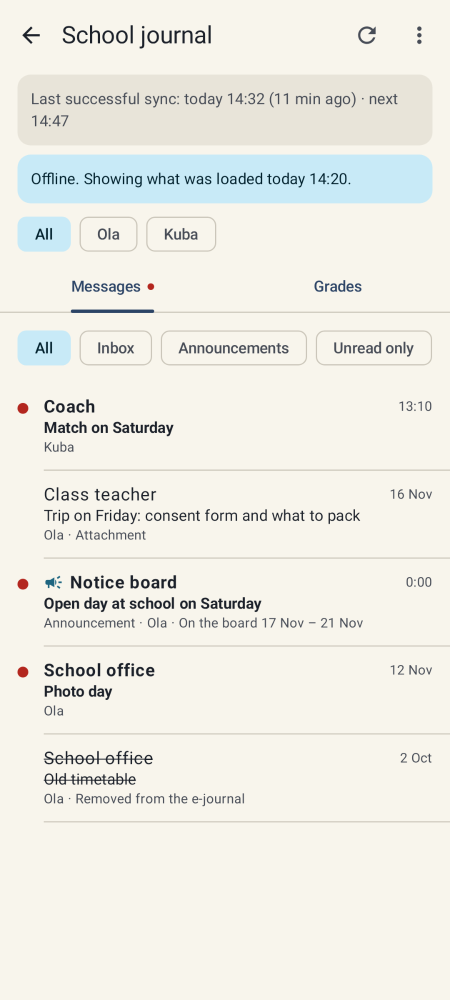 School journal
Last successful sync: today 14:32 (11 min ago) · next
14:47
Offline. Showing what was loaded today 14:20.
All
Ola
Kuba
Messages
Grades
All
Inbox
Announcements
Unread only
Coach
13:10
Match on Saturday
Kuba
Class teacher
16 Nov
Trip on Friday: consent form and what to pack
Ola · Attachment
Notice board
0:00
Open day at school on Saturday
Announcement · Ola · On the board 17 Nov – 21 Nov
School office
12 Nov
Photo day
Ola
School office
2 Oct
Old timetable
Ola · Removed from the e-journal